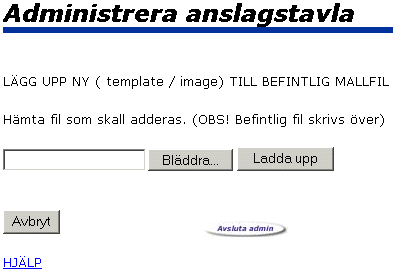 Administrera anslagstavla
LÄGG UPP NY ( template / image) TILL BEFINTLIG MALLFIL
Hämta fil som skall adderas. (OBS! Befintlig fil skrivs över)
Bläddra... Ladda upp
Avbryt
Avsluta admin
HJÄLP